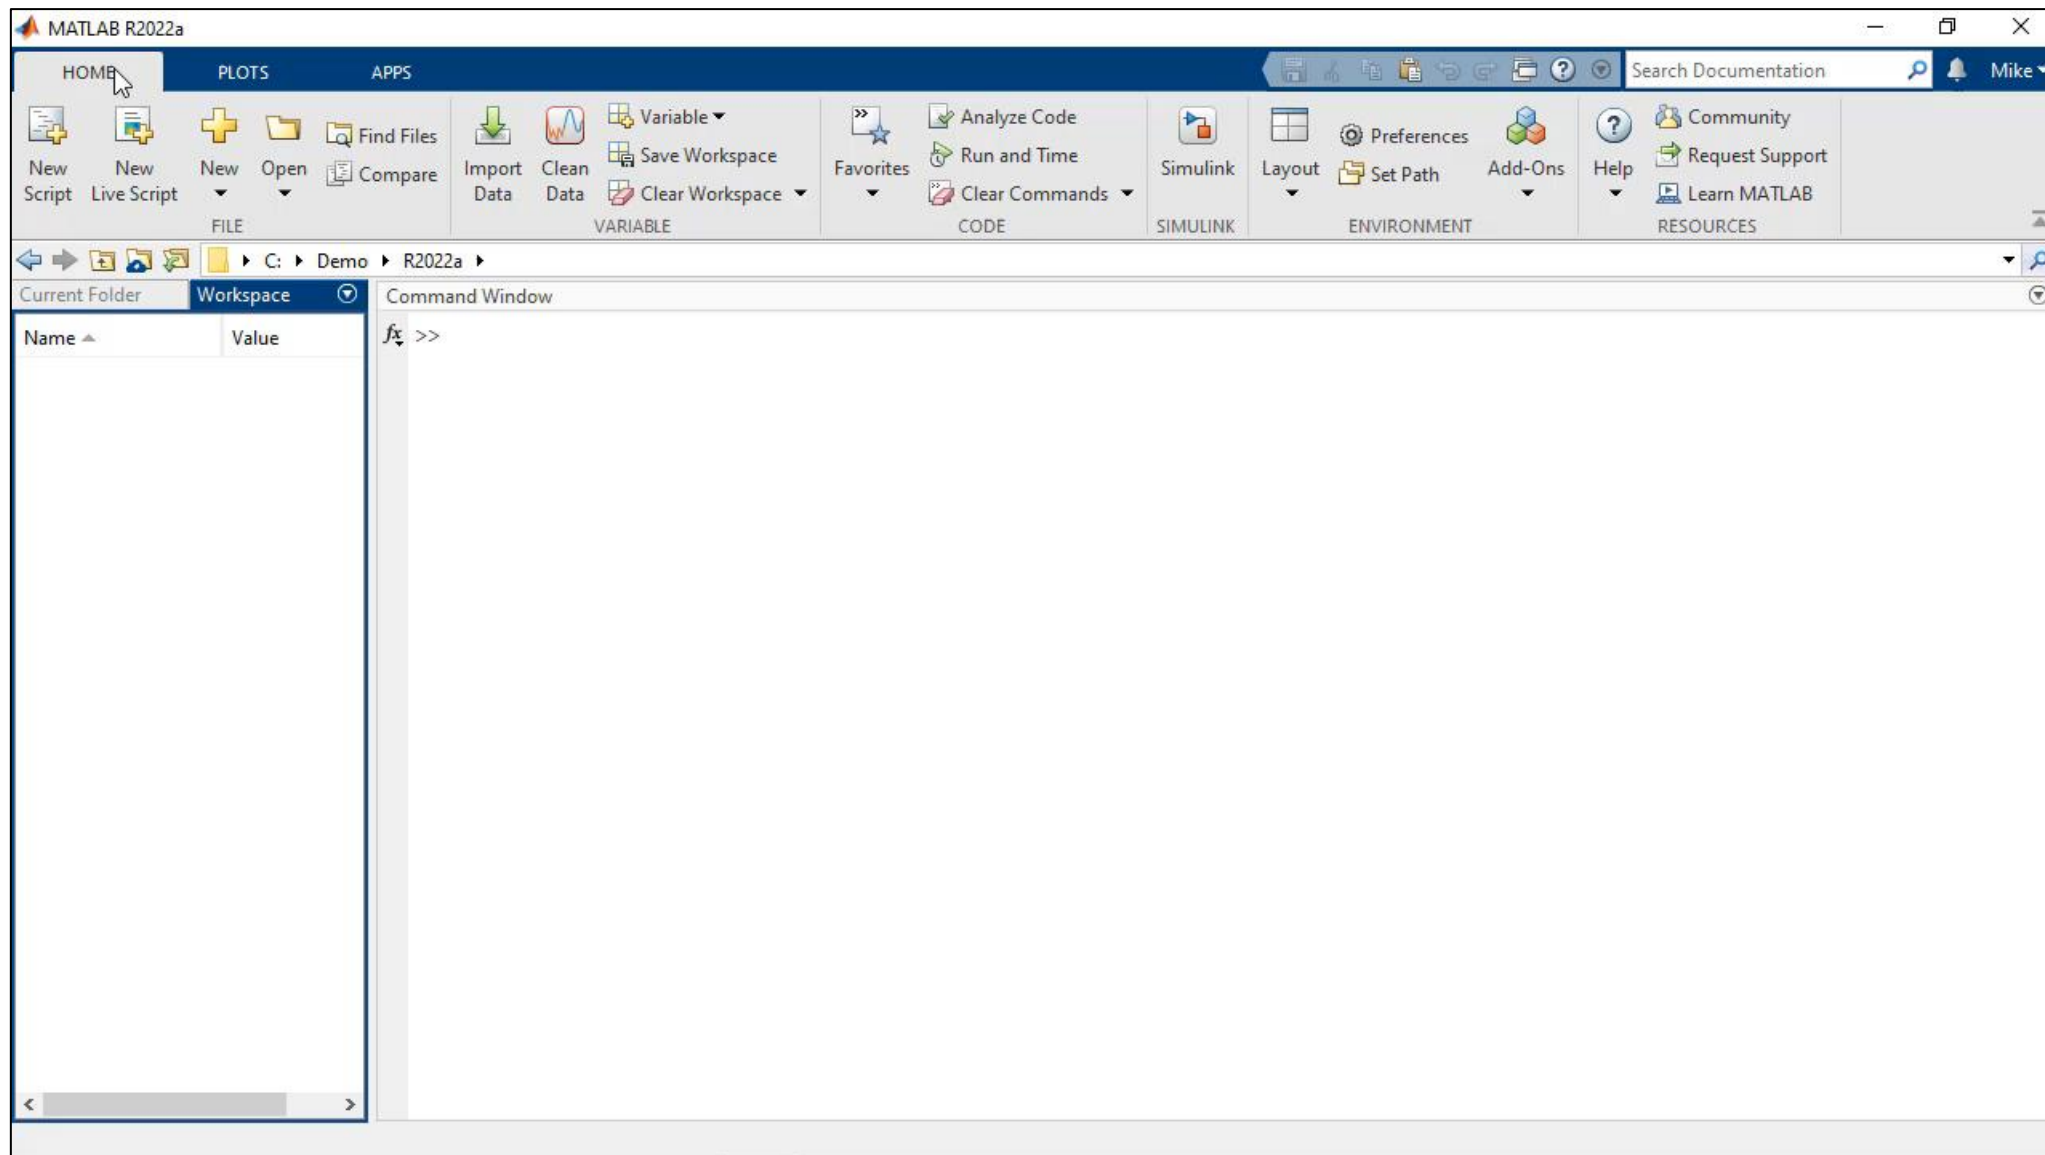 MATLAB R2022a
HOME PLOTS APPS Search Documentation Mike
New Script
New Live Script
New
Open
Find Files
Compare
FILE
Import Data
Clean Data
Variable
Save Workspace
Clear Workspace
VARIABLE
Favorites
Analyze Code
Run and Time
Clear Commands
CODE
Simulink
SIMULINK
Layout
Preferences
Set Path
Add-Ons
ENVIRONMENT
Help
Community
Request Support
Learn MATLAB
RESOURCES
C: Demo R2022a
Current Folder Workspace Command Window
Name Value fx >>